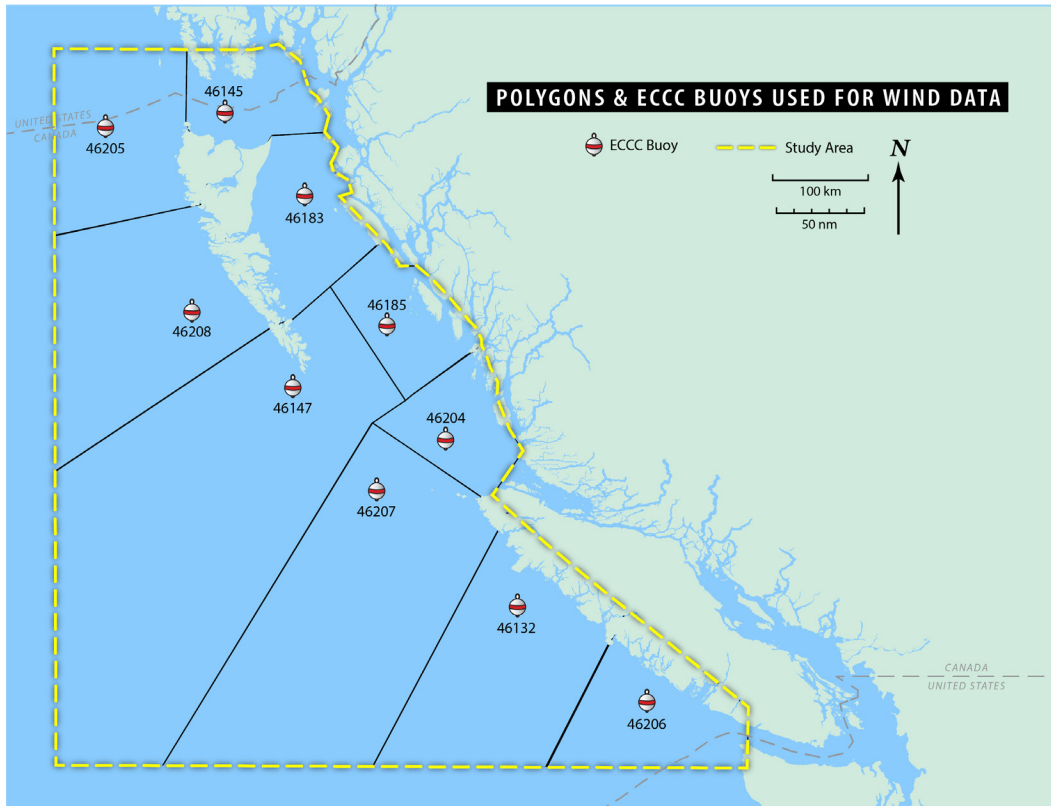 POLYGONS & ECCC BUOYS USED FOR WIND DATA
ECCC Buoy
Study Area
N
100 km
50 nm
46145
UNITED STATES
CANADA
46205
46183
46185
46208
46147
46204
46207
46132
46206
CANADA
UNITED STATES